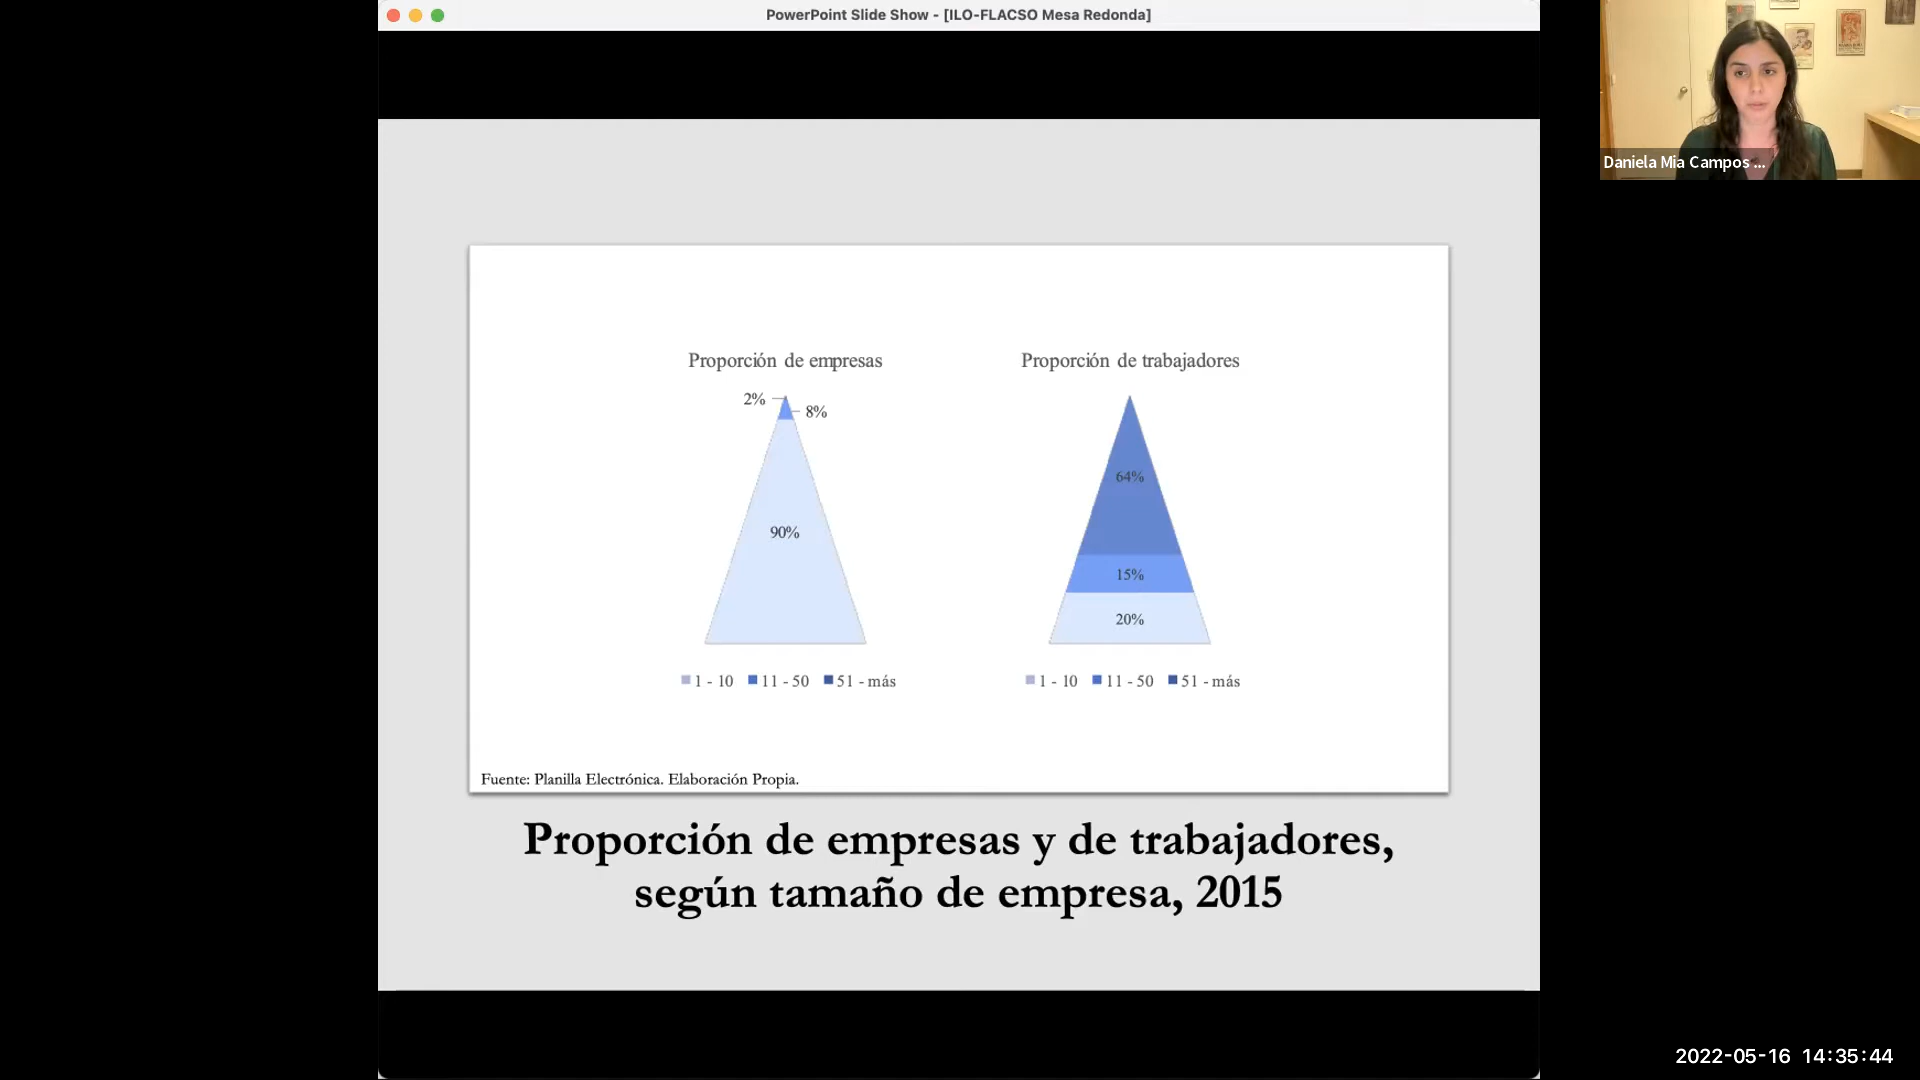 PowerPoint Slide Show - [ILO-FLACSO Mesa Redonda]
Daniela Mia Campos ...
Proporción de empresas
2%
8%
90%
1 - 10 11 - 50 51 - más
Proporción de trabajadores
64%
15%
20%
1 - 10 11 - 50 51 - más
Fuente: Planilla Electrónica. Elaboración Propia.
Proporción de empresas y de trabajadores,
según tamaño de empresa, 2015
2022-05-16 14:35:44